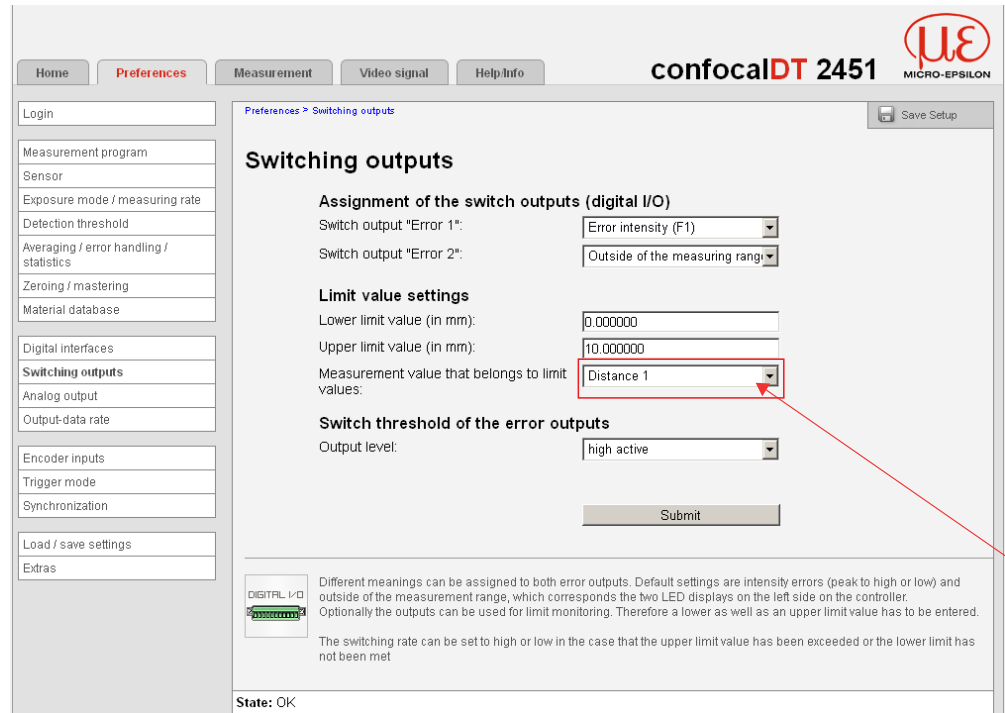 Home
Preferences
Measurement
Video signal
Help/Info
confocalDT 2451
με
MICRO-EPSILON
Login
Measurement program
Sensor
Exposure mode / measuring rate
Detection threshold
Averaging / error handling /
statistics
Zeroing / mastering
Material database
Digital interfaces
Switching outputs
Analog output
Output-data rate
Encoder inputs
Trigger mode
Synchronization
Load / save settings
Extras
Preferences > Switching outputs
Save Setup
Switching outputs
Assignment of the switch outputs (digital I/O)
Switch output "Error 1":
Error intensity (F1)
Switch output "Error 2":
Outside of the measuring rang
Limit value settings
Lower limit value (in mm):
0.000000
Upper limit value (in mm):
10.000000
Measurement value that belongs to limit
values:
Distance 1
Switch threshold of the error outputs
Output level:
high active
Submit
DIGITAL I/O
Different meanings can be assigned to both error outputs. Default settings are intensity errors (peak to high or low) and
outside of the measurement range, which corresponds the two LED displays on the left side on the controller.
Optionally the outputs can be used for limit monitoring. Therefore a lower as well as an upper limit value has to be entered.
The switching rate can be set to high or low in the case that the upper limit value has been exceeded or the lower limit has
not been met
State: OK